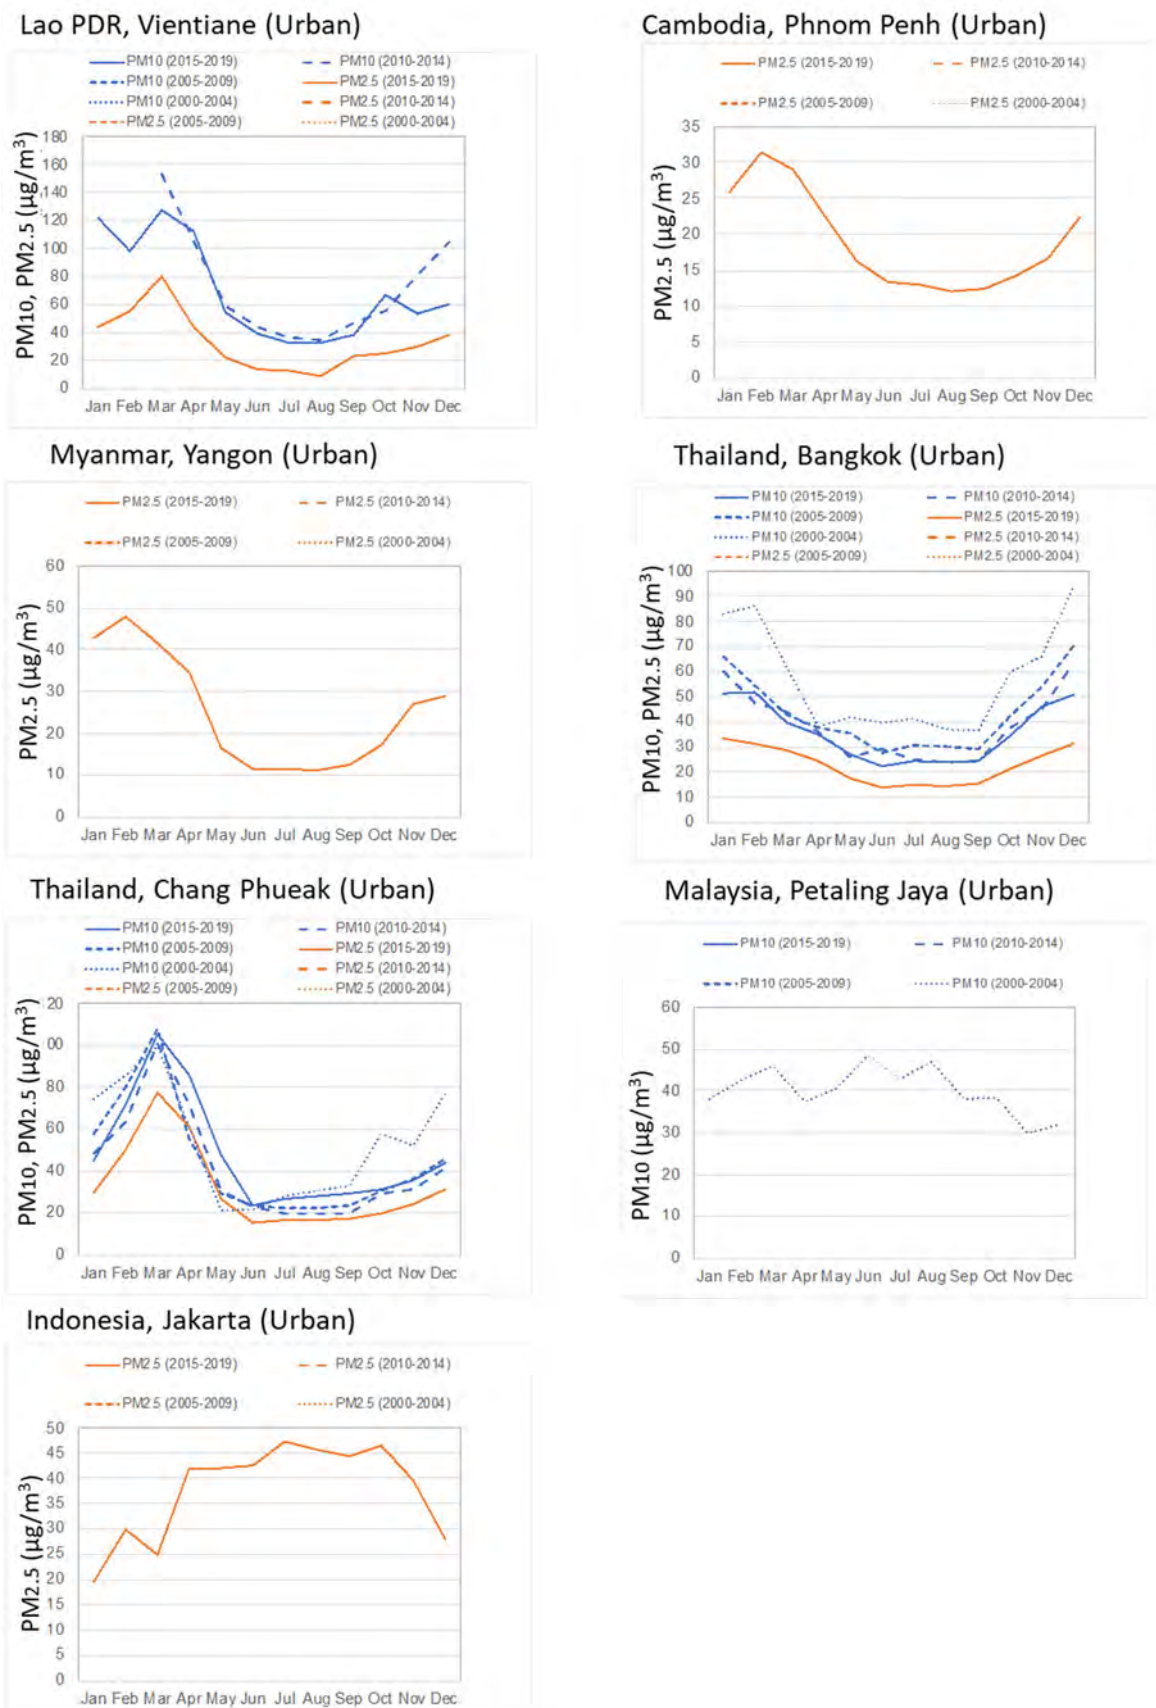 Lao PDR, Vientiane (Urban)
PM10 (2015-2019) PM10 (2010-2014)
PM10 (2005-2009) PM2.5 (2015-2019)
PM10 (2000-2004) PM2.5 (2010-2014)
PM2.5 (2005-2009) PM2.5 (2000-2004)
PM10, PM2.5 (µg/m³)
180
160
140
120
100
80
60
40
20
0
Jan Feb Mar Apr May Jun Jul Aug Sep Oct Nov Dec
Cambodia, Phnom Penh (Urban)
PM2.5 (2015-2019) PM2.5 (2010-2014)
PM2.5 (2005-2009) PM2.5 (2000-2004)
PM2.5 (µg/m³)
35
30
25
20
15
10
5
0
Jan Feb Mar Apr May Jun Jul Aug Sep Oct Nov Dec
Myanmar, Yangon (Urban)
PM2.5 (2015-2019) PM2.5 (2010-2014)
PM2.5 (2005-2009) PM2.5 (2000-2004)
PM2.5 (µg/m³)
60
50
40
30
20
10
0
Jan Feb Mar Apr May Jun Jul Aug Sep Oct Nov Dec
Thailand, Bangkok (Urban)
PM10 (2015-2019) PM10 (2010-2014)
PM10 (2005-2009) PM2.5 (2015-2019)
PM10 (2000-2004) PM2.5 (2010-2014)
PM2.5 (2005-2009) PM2.5 (2000-2004)
PM10, PM2.5 (µg/m³)
100
90
80
70
60
50
40
30
20
10
0
Jan Feb Mar Apr May Jun Jul Aug Sep Oct Nov Dec
Thailand, Chang Phueak (Urban)
PM10 (2015-2019) PM10 (2010-2014)
PM10 (2005-2009) PM2.5 (2015-2019)
PM10 (2000-2004) PM2.5 (2010-2014)
PM2.5 (2005-2009) PM2.5 (2000-2004)
PM10, PM2.5 (µg/m³)
20
00
80
60
40
20
0
Jan Feb Mar Apr May Jun Jul Aug Sep Oct Nov Dec
Malaysia, Petaling Jaya (Urban)
PM10 (2015-2019) PM10 (2010-2014)
PM10 (2005-2009) PM10 (2000-2004)
PM10 (µg/m³)
60
50
40
30
20
10
0
Jan Feb Mar Apr May Jun Jul Aug Sep Oct Nov Dec
Indonesia, Jakarta (Urban)
PM2.5 (2015-2019) PM2.5 (2010-2014)
PM2.5 (2005-2009) PM2.5 (2000-2004)
PM2.5 (µg/m³)
50
45
40
35
30
25
20
15
10
5
0
Jan Feb Mar Apr May Jun Jul Aug Sep Oct Nov Dec